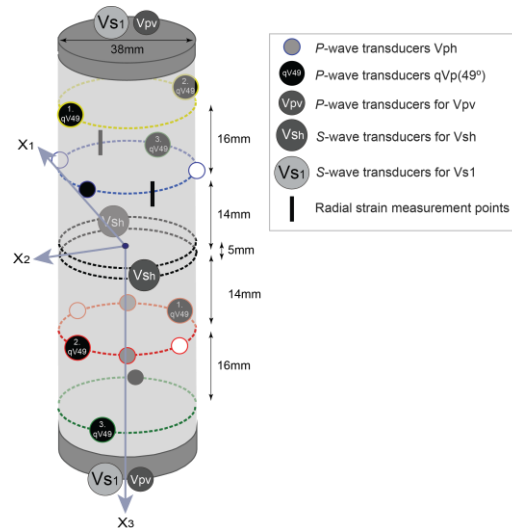 Vs1 Vpv
38mm
2.
qV49
1.
qV49
3.
qV49
16mm
X1
14mm
Vsh
X2
5mm
Vsh
14mm
1.
qV49
2.
qV49
16mm
3.
qV49
Vs1 Vpv
X3
P-wave transducers Vph
qV49 P-wave transducers qVp(49º)
Vpv P-wave transducers for Vpv
Vsh S-wave transducers for Vsh
Vs1 S-wave transducers for Vs1
Radial strain measurement points